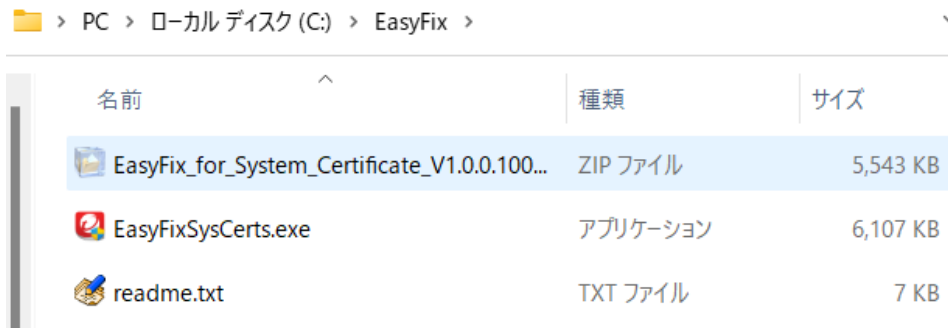 > PC > ローカル ディスク (C:) > EasyFix >
名前 種類 サイズ
EasyFix_for_System_Certificate_V1.0.0.100... ZIP ファイル 5,543 KB
EasyFixSysCerts.exe アプリケーション 6,107 KB
readme.txt TXT ファイル 7 KB